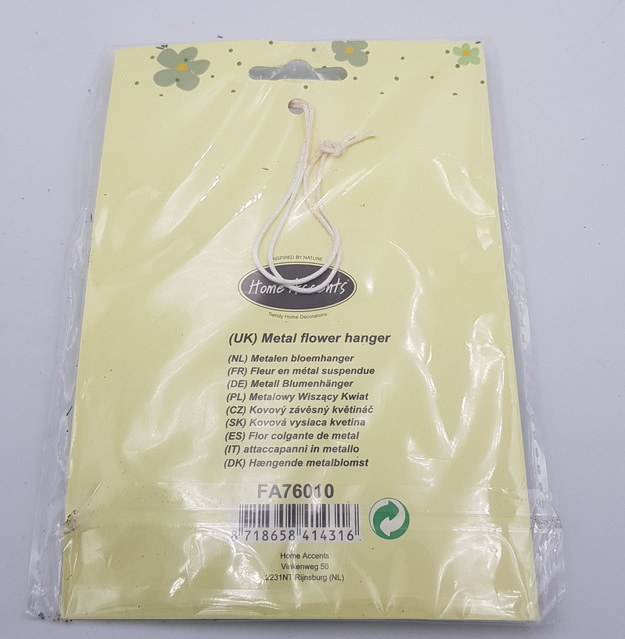 INSPIRED BY NATURE
Home Accents
Trendy Home Decorations
(UK) Metal flower hanger
(NL) Metalen bloemhanger
(FR) Fleur en métal suspendue
(DE) Metall Blumenhänger
(PL) Metalowy Wiszący Kwiat
(CZ) Kovový závěsný květináč
(SK) Kovová vysiaca kvetina
(ES) Flor colgante de metal
(IT) attaccapanni in metallo
(DK) Hængende metalblomst
FA76010
8 718658 414316
Home Accents
Vinkenweg 50
2231NT Rijnsburg (NL)